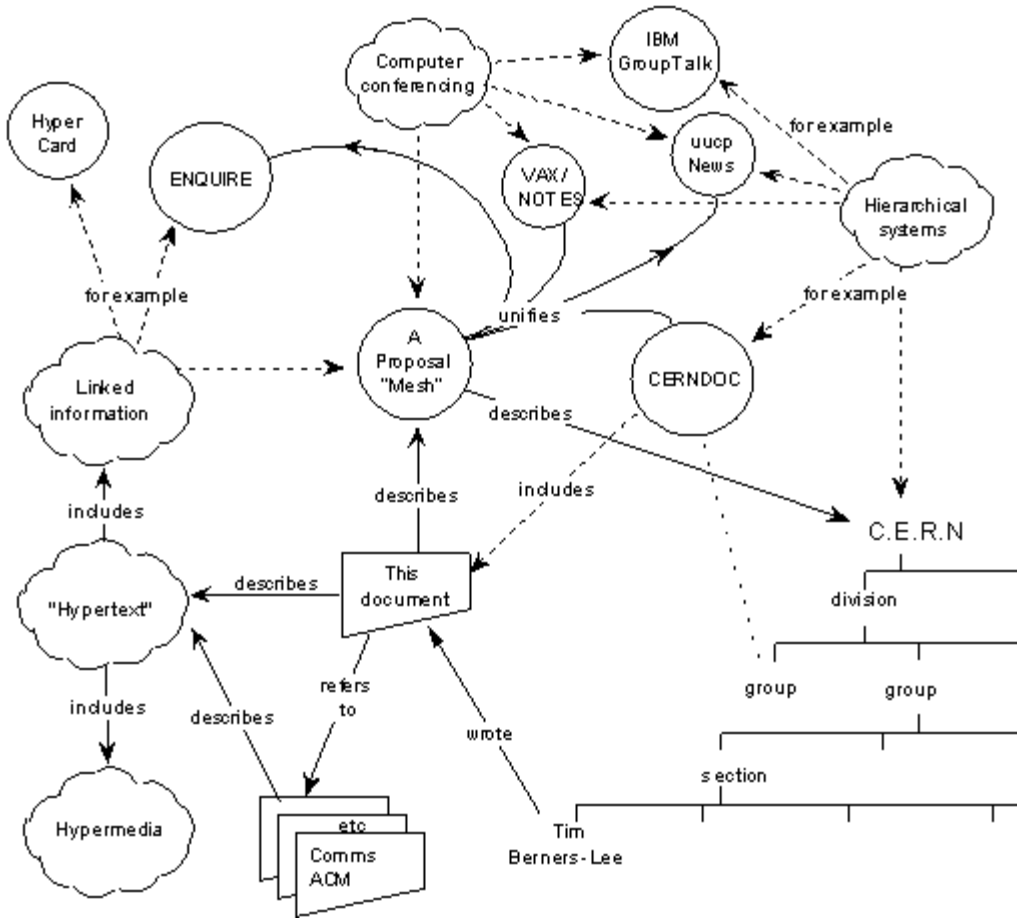 IBM
GroupTalk
Computer
conferencing
Hyper
Card
for example
uucp
News
ENQUIRE
VAX/
NOTES
Hierarchical
systems
for example
for example
unifies
A
Proposal
"Mesh"
CERNDOC
Linked
information
describes
includes
describes
includes
C.E.R.N
This
document
describes
"Hypertext"
division
refers
to
group
group
includes
describes
wrote
section
Hypermedia
etc
Tim
Berners-Lee
Comms
ACM